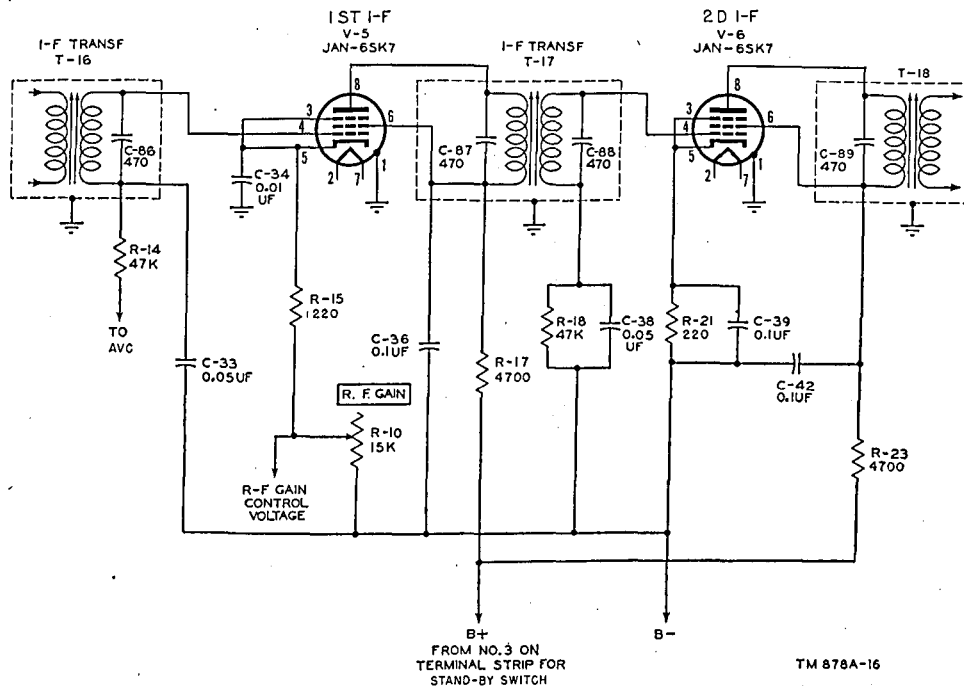 1ST I-F
V-5
JAN-6SK7
2D I-F
V-6
JAN-6SK7
I-F TRANSF
T-16
I-F TRANSF
T-17
T-18
8
3
4
5
6
2
7
1
8
3
4
5
6
2
7
1
C-86
470
C-34
0.01
UF
C-87
470
C-88
470
C-89
470
R-14
47K
TO
AVC
C-33
0.05UF
R-15
1220
C-36
0.1UF
R. F. GAIN
R-10
15K
R-F GAIN
CONTROL
VOLTAGE
R-17
4700
R-18
47K
C-38
0.05
UF
R-21
220
C-39
0.1UF
C-42
0.1UF
R-23
4700
B+
FROM NO.3 ON
TERMINAL STRIP FOR
STAND-BY SWITCH
B-
TM 878A-16